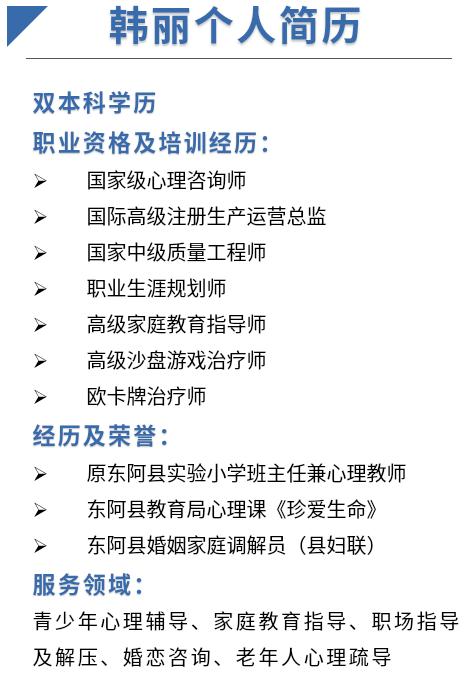 韩丽个人简历
双本科学历
职业资格及培训经历：
国家级心理咨询师
国际高级注册生产运营总监
国家中级质量工程师
职业生涯规划师
高级家庭教育指导师
高级沙盘游戏治疗师
欧卡牌治疗师
经历及荣誉：
原东阿县实验小学班主任兼心理教师
东阿县教育局心理课《珍爱生命》
东阿县婚姻家庭调解员（县妇联）
服务领域：
青少年心理辅导、家庭教育指导、职场指导
及解压、婚恋咨询、老年人心理疏导